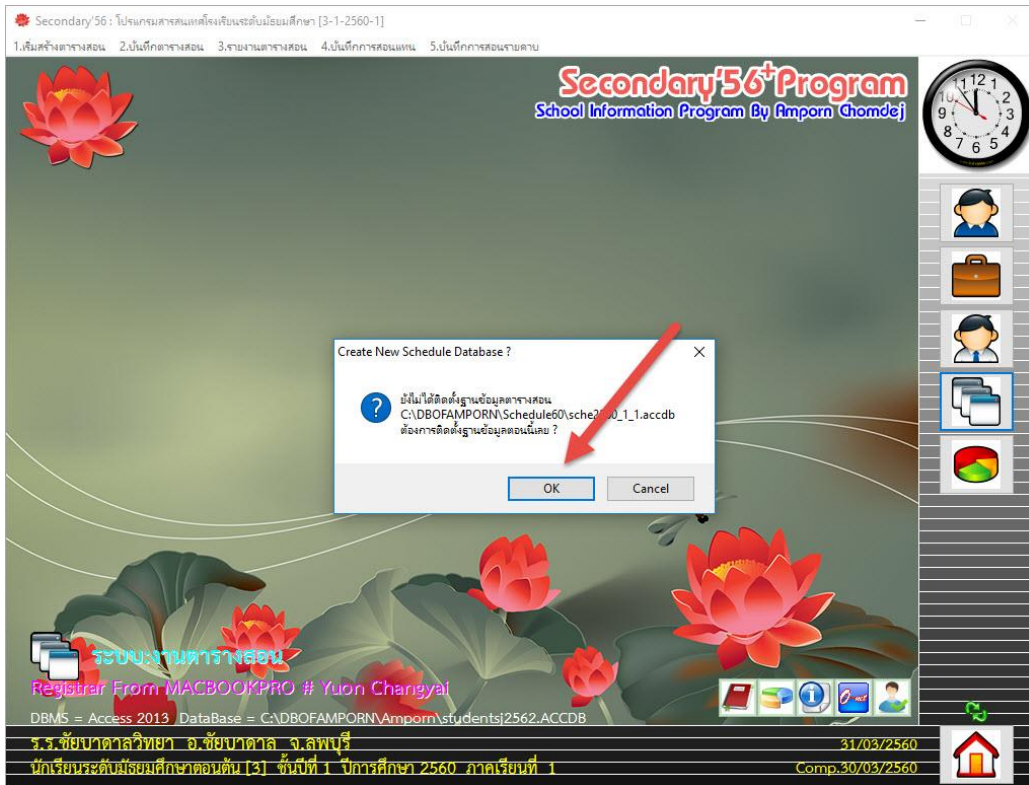 Secondary'56 : โปรแกรมสารสนเทศโรงเรียนระดับมัธยมศึกษา [3-1-2560-1]
1.เริ่มสร้างตารางสอน 2.บันทึกตารางสอน 3.รายงานตารางสอน 4.บันทึกการสอนแทน 5.บันทึกการสอนรายคาบ
Secondary'56+Program
School Information Program By Amporn Chomdej
12 1 2 3 4 5 6 7 8 9 10 11
Create New Schedule Database ?
ยังไม่ได้ติดตั้งฐานข้อมูลตารางสอน
C:\DBOFAMPORN\Schedule60\sche2560_1_1.accdb
ต้องการติดตั้งฐานข้อมูลตอนนี้เลย ?
OK Cancel
ระบบ:งานตารางสอน
Registrar From MACBOOKPRO # Yuon Changyai
DBMS = Access 2013 DataBase = C:\DBOFAMPORN\Amporn\studentsj2562.ACCDB
ร.ร.ชัยบาดาลวิทยา อ.ชัยบาดาล จ.ลพบุรี 31/03/2560
นักเรียนระดับมัธยมศึกษาตอนต้น [3] ชั้นปีที่ 1 ปีการศึกษา 2560 ภาคเรียนที่ 1 Comp.30/03/2560